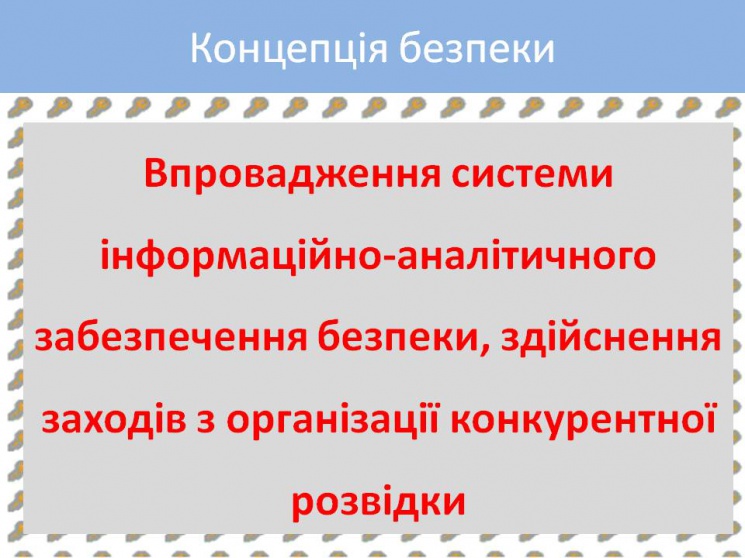 Концепція безпеки
Впровадження системи
інформаційно-аналітичного
забезпечення безпеки, здійснення
заходів з організації конкурентної
розвідки